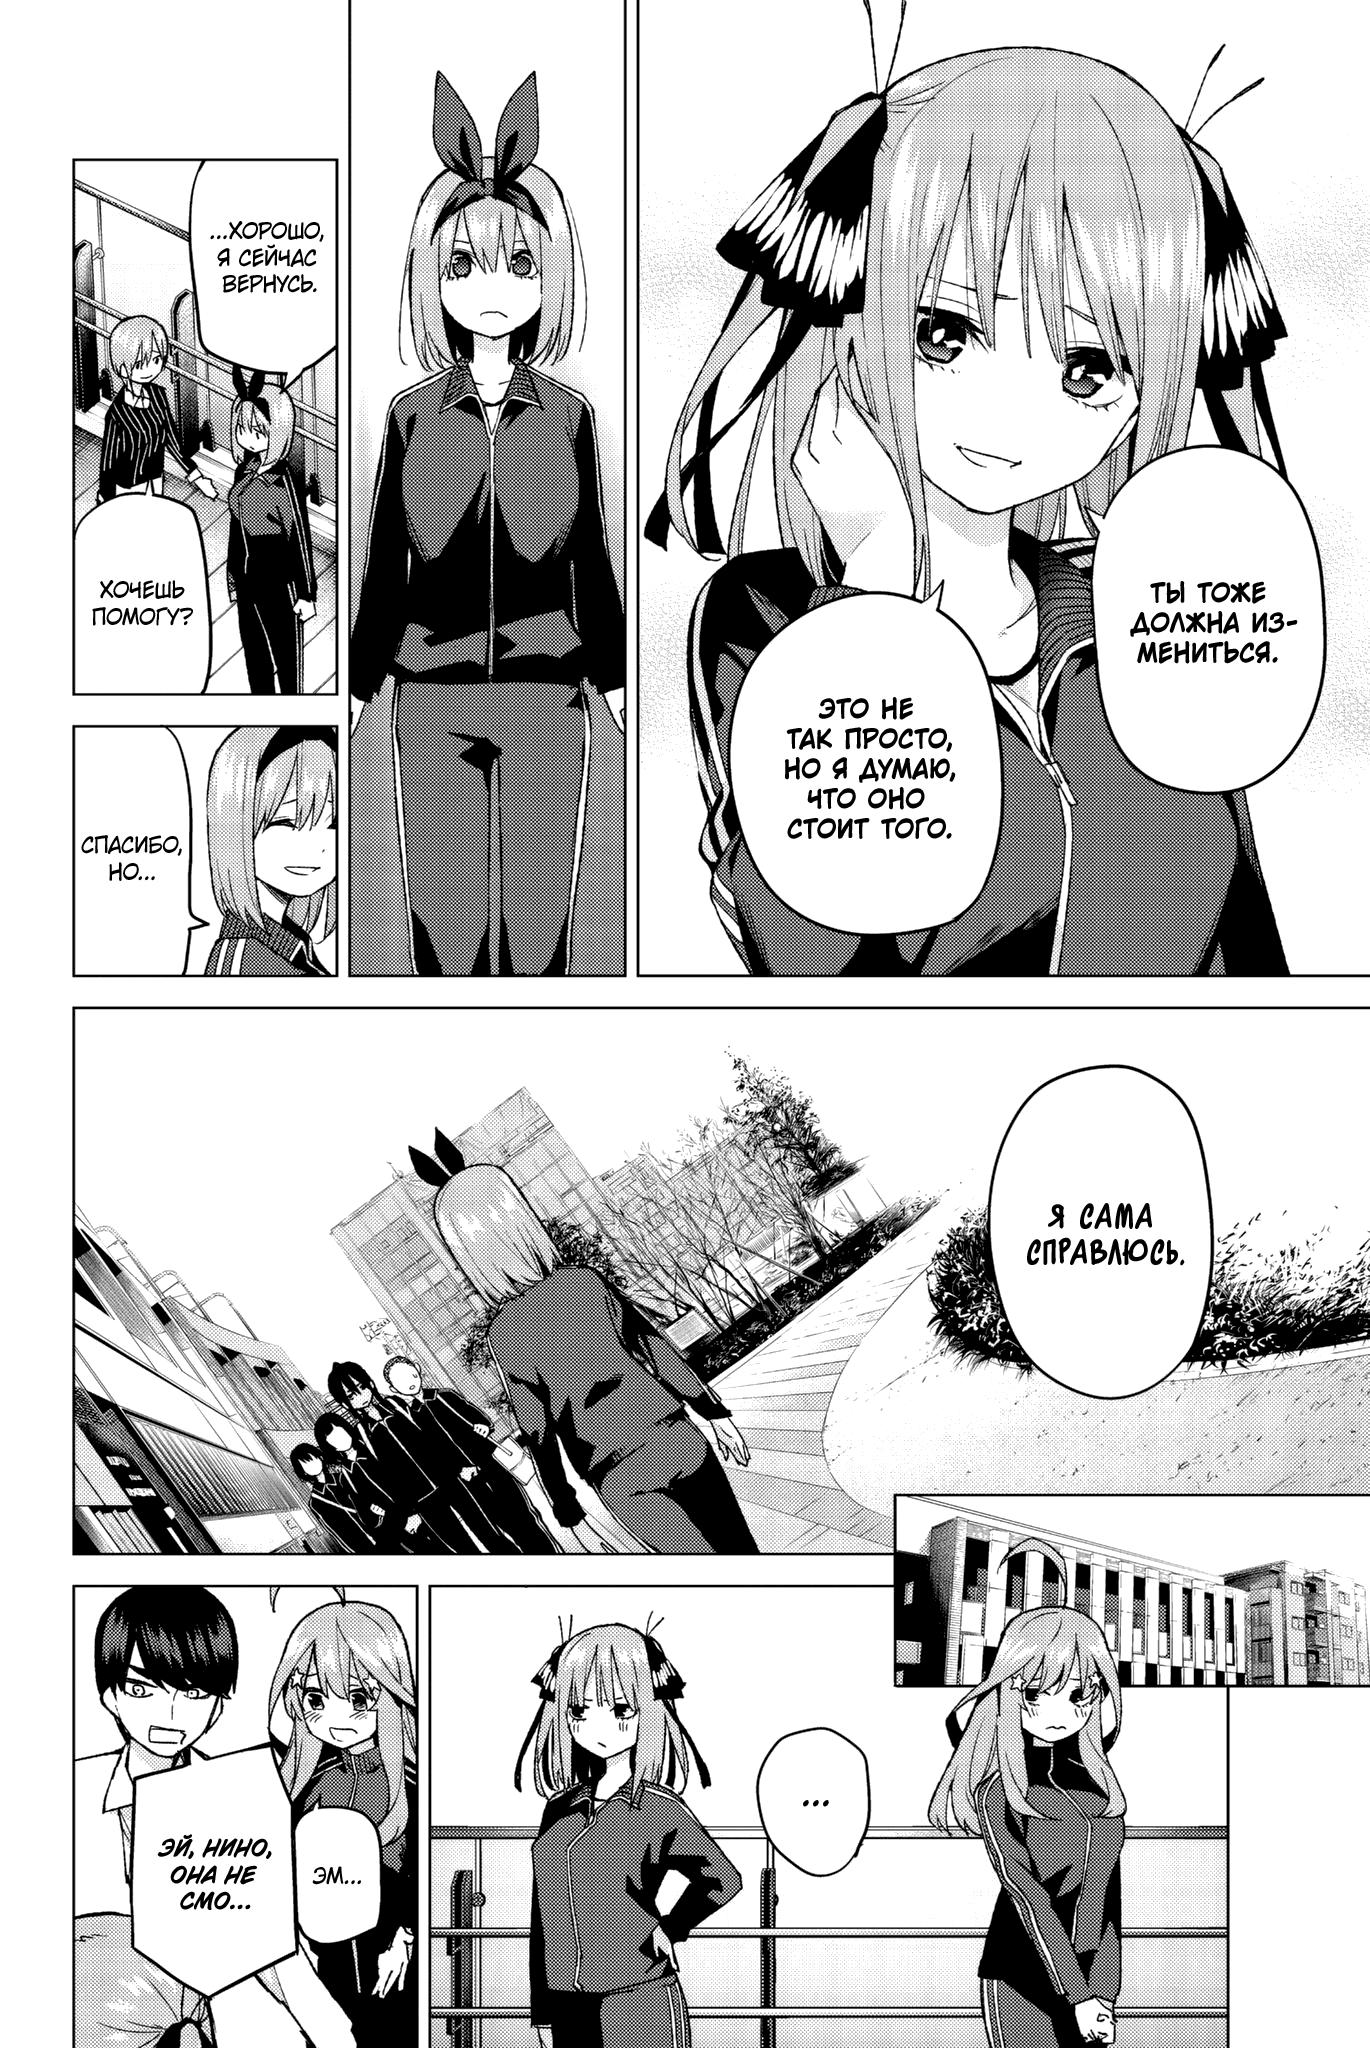 ТЫ ТОЖЕ
ДОЛЖНА ИЗ-
МЕНИТЬСЯ.
ЭТО НЕ
ТАК ПРОСТО,
НО Я ДУМАЮ,
ЧТО ОНО
СТОИТ ТОГО.
...ХОРОШО,
Я СЕЙЧАС
ВЕРНУСЬ.
ХОЧЕШЬ
ПОМОГУ?
СПАСИБО,
НО...
Я САМА
СПРАВЛЮСЬ.
...
ЭМ...
ЭЙ, НИНО,
ОНА НЕ
СМО...